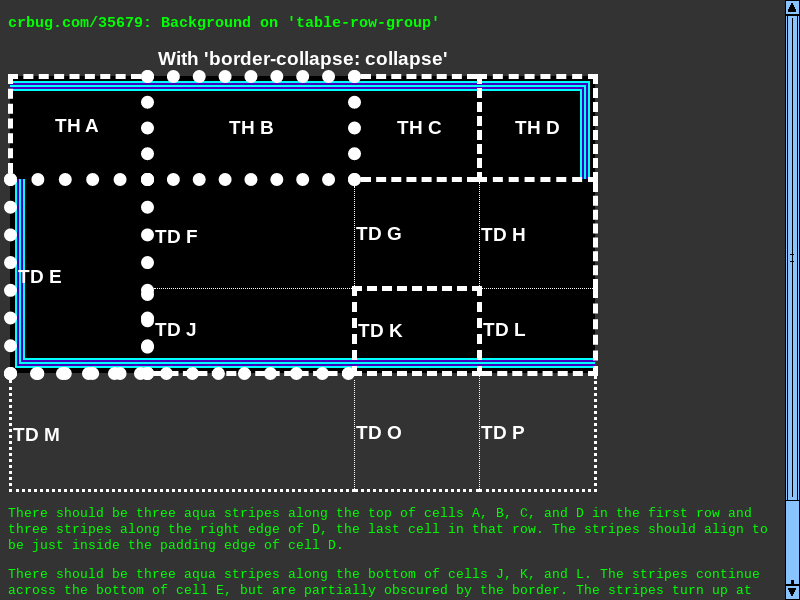 crbug.com/35679: Background on 'table-row-group'
With 'border-collapse: collapse'
TH A TH B TH C TH D
TD E TD F TD G TD H
TD J TD K TD L
TD M TD O TD P
There should be three aqua stripes along the top of cells A, B, C, and D in the first row and
three stripes along the right edge of D, the last cell in that row. The stripes should align to
be just inside the padding edge of cell D.
There should be three aqua stripes along the bottom of cells J, K, and L. The stripes continue
across the bottom of cell E, but are partially obscured by the border. The stripes turn up at